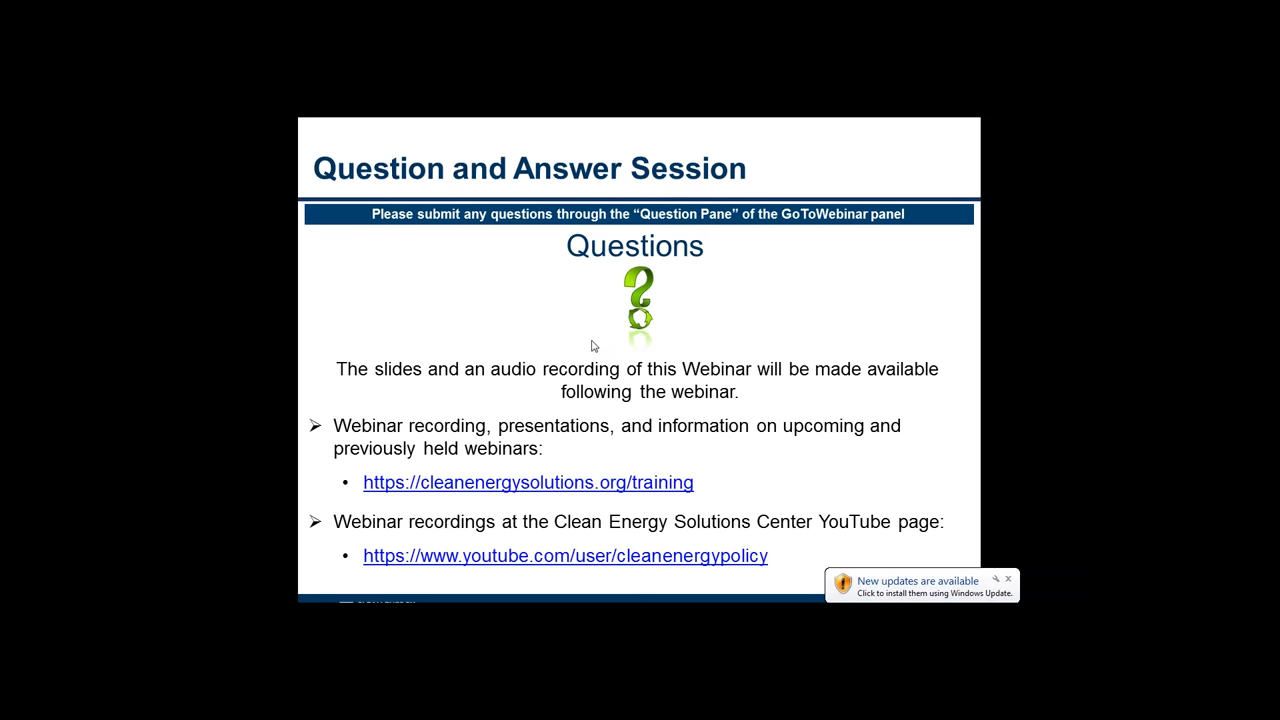 Question and Answer Session
Please submit any questions through the “Question Pane” of the GoToWebinar panel
Questions
The slides and an audio recording of this Webinar will be made available
following the webinar.
Webinar recording, presentations, and information on upcoming and
previously held webinars:
https://cleanenergysolutions.org/training
Webinar recordings at the Clean Energy Solutions Center YouTube page:
https://www.youtube.com/user/cleanenergypolicy
New updates are available
Click to install them using Windows Update.